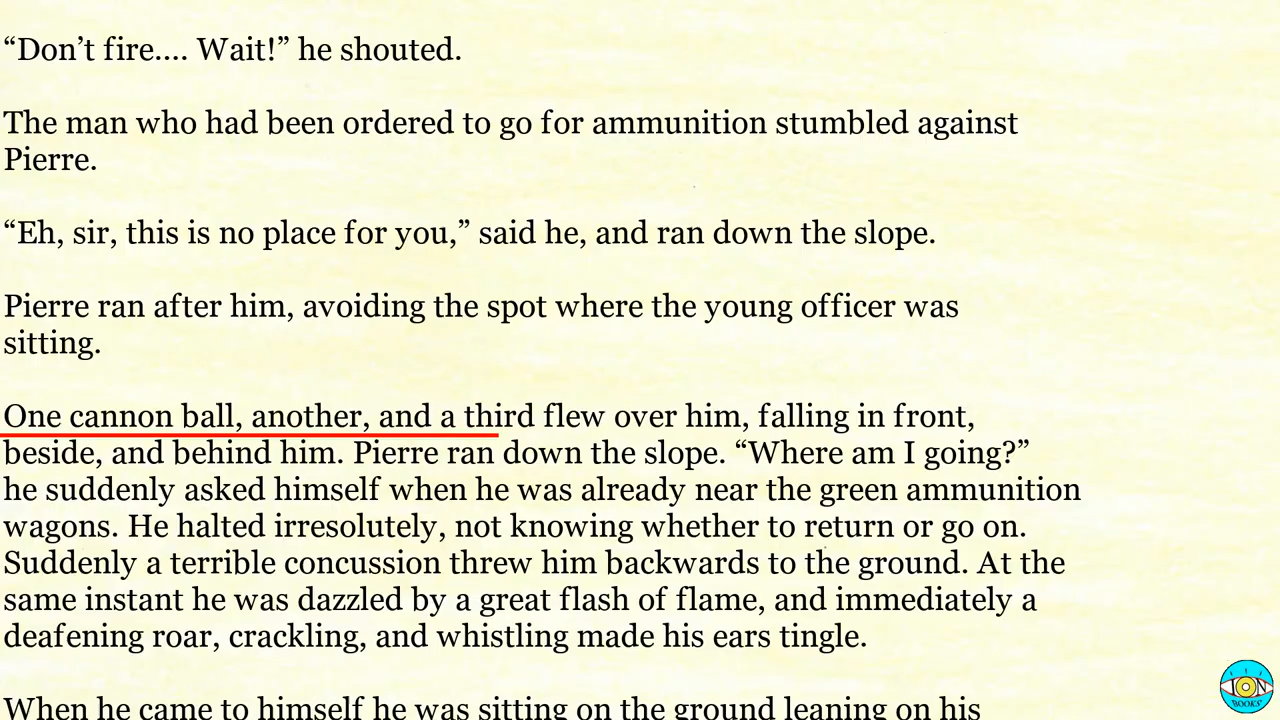 “Don’t fire.... Wait!” he shouted.
The man who had been ordered to go for ammunition stumbled against
Pierre.
“Eh, sir, this is no place for you,” said he, and ran down the slope.
Pierre ran after him, avoiding the spot where the young officer was
sitting.
One cannon ball, another, and a third flew over him, falling in front,
beside, and behind him. Pierre ran down the slope. “Where am I going?”
he suddenly asked himself when he was already near the green ammunition
wagons. He halted irresolutely, not knowing whether to return or go on.
Suddenly a terrible concussion threw him backwards to the ground. At the
same instant he was dazzled by a great flash of flame, and immediately a
deafening roar, crackling, and whistling made his ears tingle.
When he came to himself he was sitting on the ground leaning on his
I
ION
BOOKS